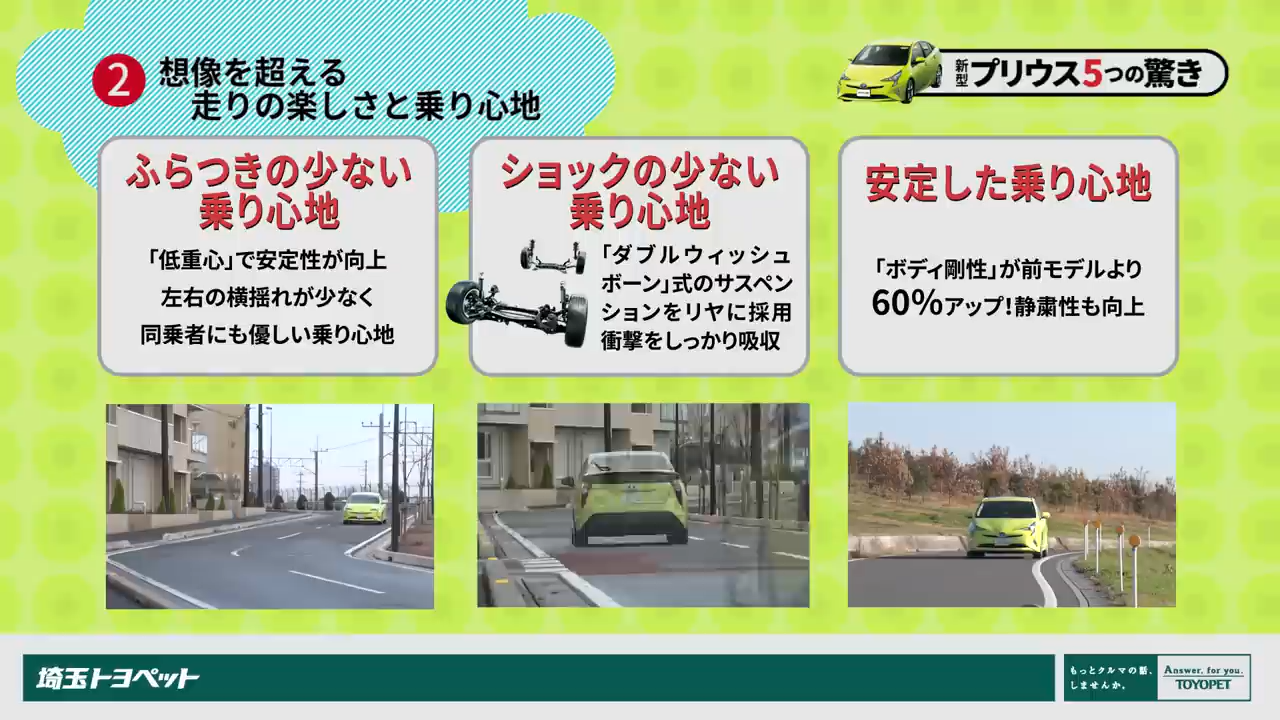 2
想像を超える
走りの楽しさと乗り心地
新型プリウス5つの驚き
ふらつきの少ない
乗り心地
「低重心」で安定性が向上
左右の横揺れが少なく
同乗者にも優しい乗り心地
ショックの少ない
乗り心地
「ダブルウィッシュ
ボーン」式のサスペン
ションをリヤに採用
衝撃をしっかり吸収
安定した乗り心地
「ボディ剛性」が前モデルより
60%アップ!静粛性も向上
埼玉トヨペット
もっとクルマの話、
しませんか。
Answer, for you.
TOYOPET